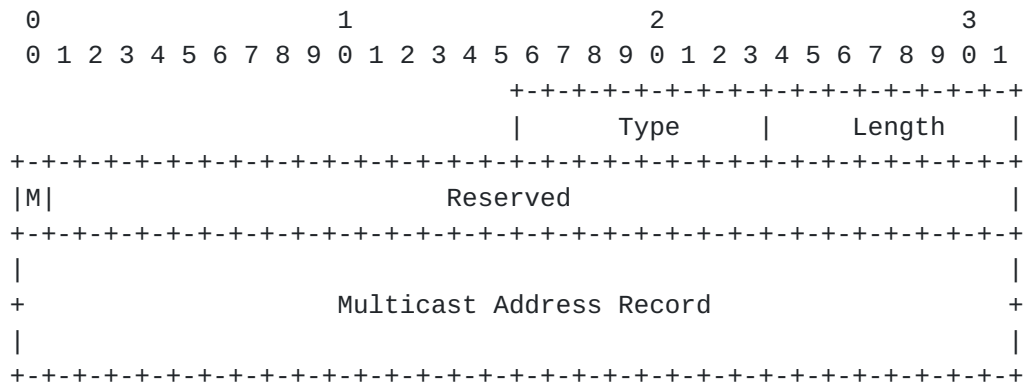 0                   1                   2                   3
 0 1 2 3 4 5 6 7 8 9 0 1 2 3 4 5 6 7 8 9 0 1 2 3 4 5 6 7 8 9 0 1
                                +-+-+-+-+-+-+-+-+-+-+-+-+-+-+-+-+
                                |      Type     |     Length    |
+-+-+-+-+-+-+-+-+-+-+-+-+-+-+-+-+-+-+-+-+-+-+-+-+-+-+-+-+-+-+-+-+
|M|                         Reserved                            |
+-+-+-+-+-+-+-+-+-+-+-+-+-+-+-+-+-+-+-+-+-+-+-+-+-+-+-+-+-+-+-+-+
|                                                               |
+                    Multicast Address Record                   +
|                                                               |
+-+-+-+-+-+-+-+-+-+-+-+-+-+-+-+-+-+-+-+-+-+-+-+-+-+-+-+-+-+-+-+-+